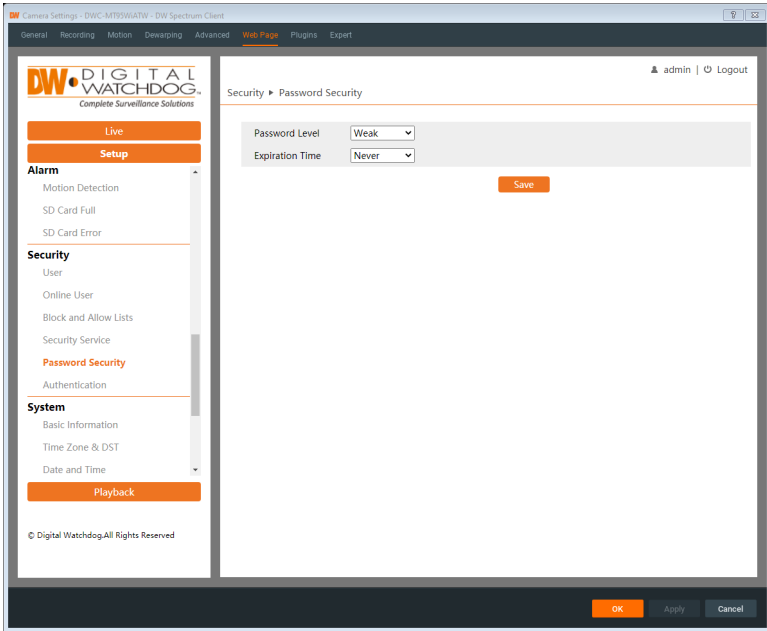 DW Camera Settings - DWC-MT95WiATW - DW Spectrum Client
General Recording Motion Dewarping Advanced Web Page Plugins Expert
DW DIGITAL
WATCHDOG
Complete Surveillance Solutions
admin | Logout
Security ▸ Password Security
Live
Setup
Alarm
Motion Detection
SD Card Full
SD Card Error
Security
User
Online User
Block and Allow Lists
Security Service
Password Security
Authentication
System
Basic Information
Time Zone & DST
Date and Time
Playback
© Digital Watchdog.All Rights Reserved
Password Level Weak
Expiration Time Never
Save
OK Apply Cancel